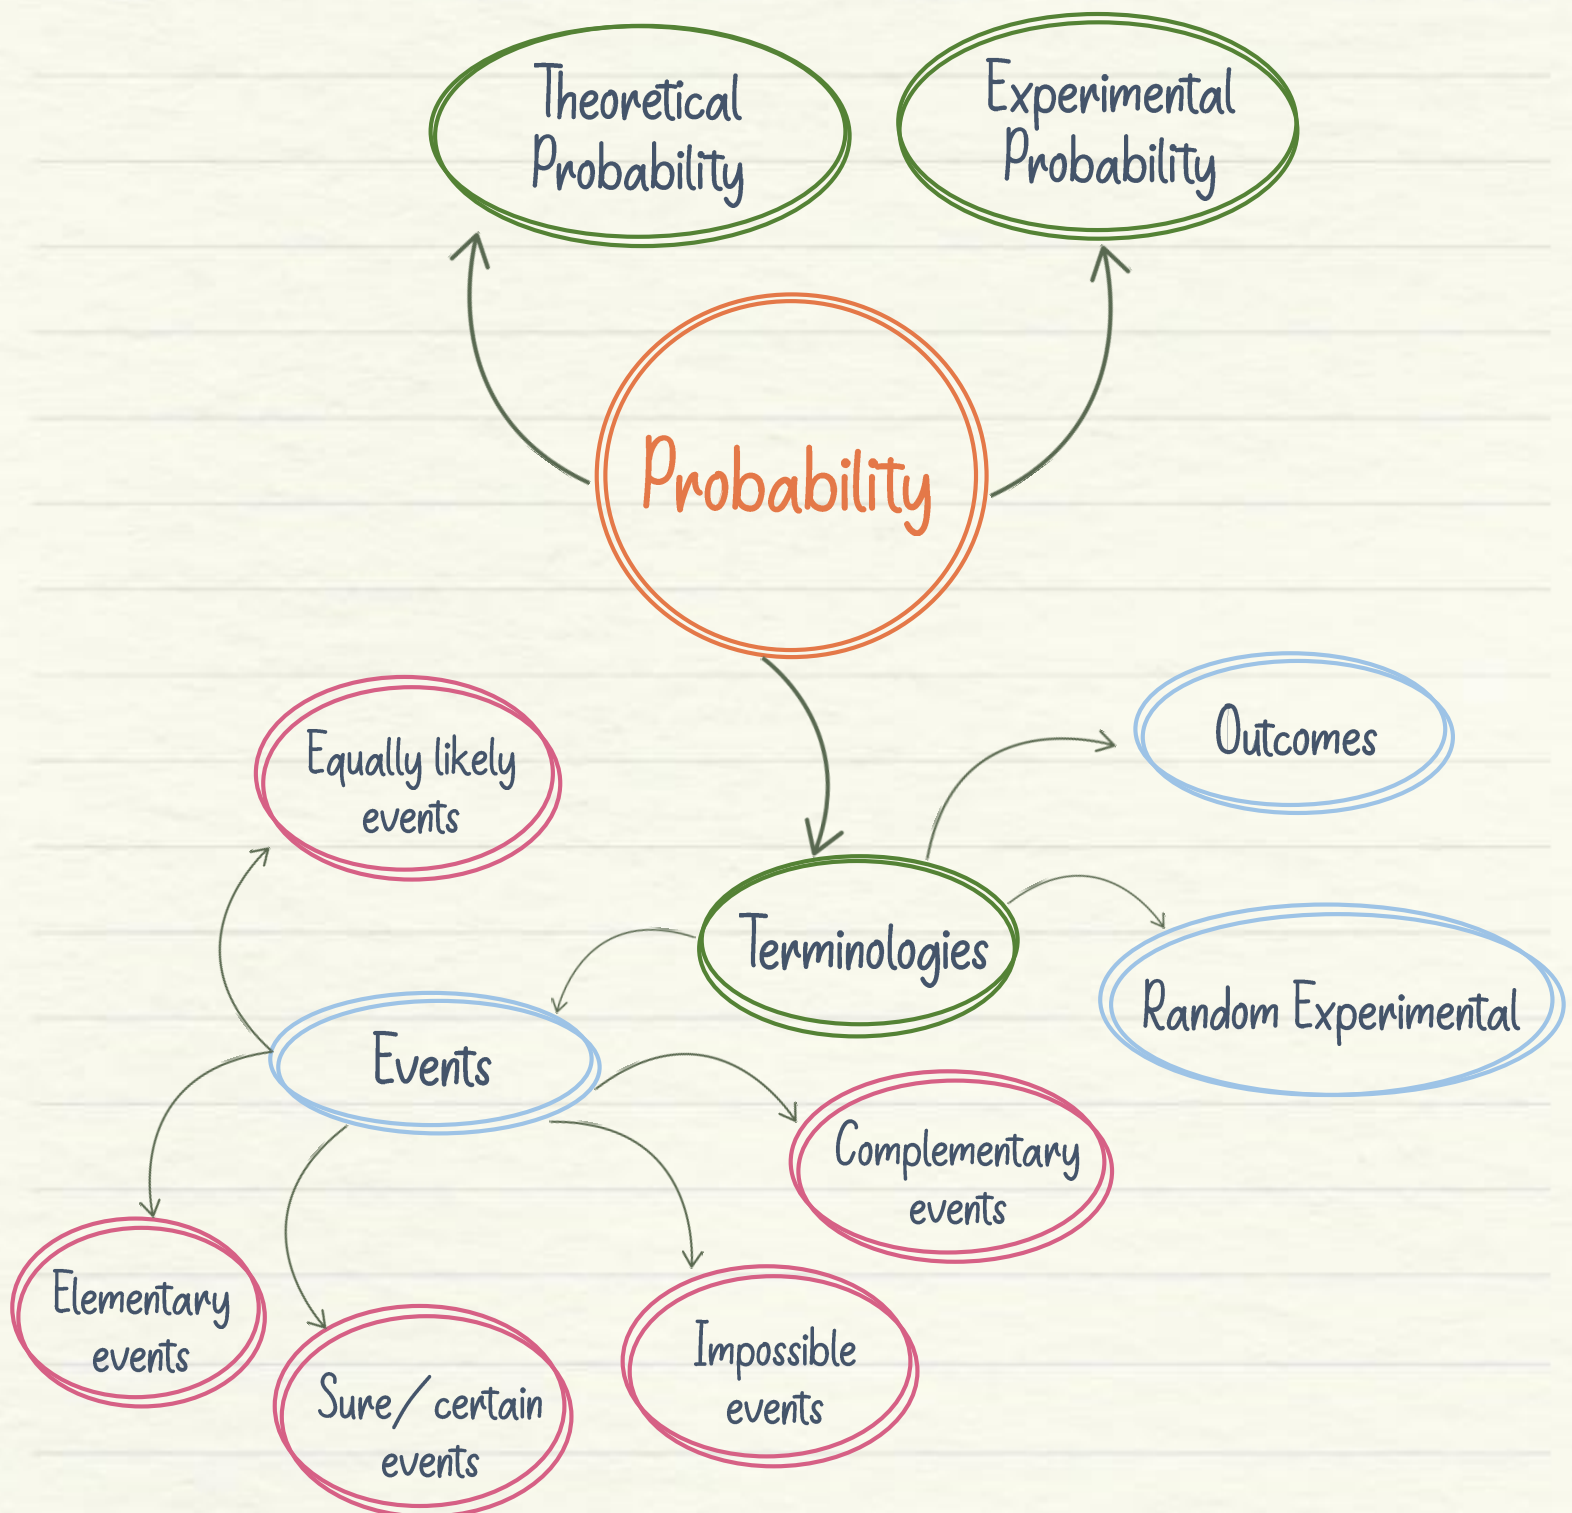 Theoretical
Probability
Experimental
Probability
Probability
Outcomes
Equally likely
events
Terminologies
Random Experimental
Events
Complementary
events
Elementary
events
Impossible
events
Sure/ certain
events